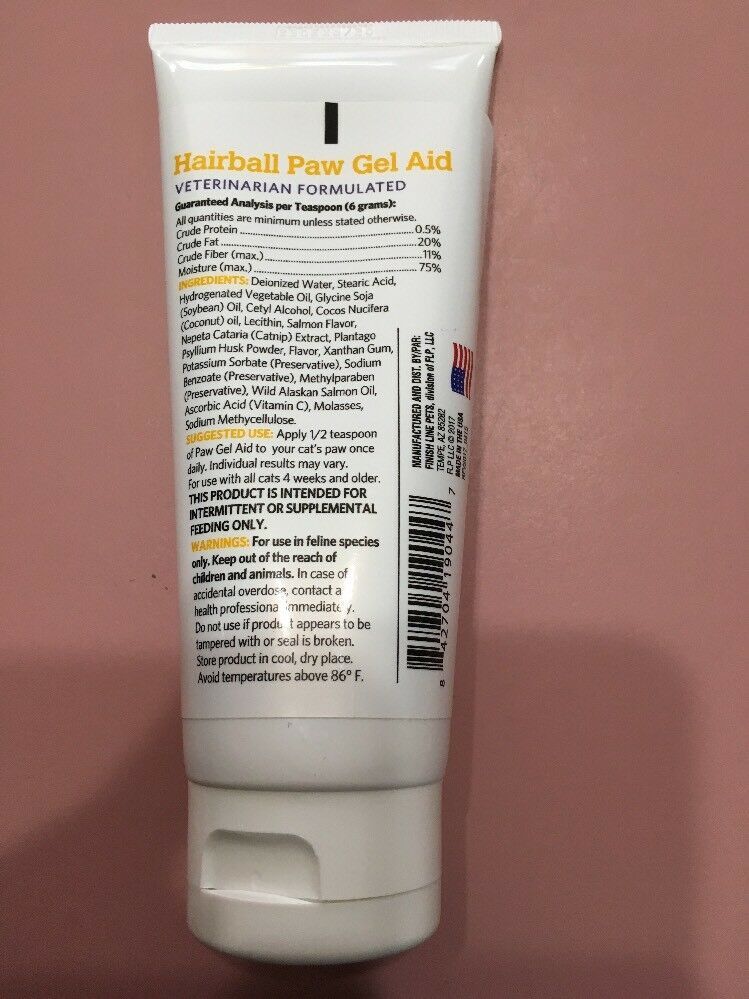 Hairball Paw Gel Aid
VETERINARIAN FORMULATED
Guaranteed Analysis per Teaspoon (6 grams):
All quantities are minimum unless stated otherwise.
Crude Protein ... 0.5%
Crude Fat ... 20%
Crude Fiber (max.) ... 11%
Moisture (max.) ... 75%
INGREDIENTS: Deionized Water, Stearic Acid,
Hydrogenated Vegetable Oil, Glycine Soja
(Soybean) Oil, Cetyl Alcohol, Cocos Nucifera
(Coconut) oil, Lecithin, Salmon Flavor,
Nepeta Cataria (Catnip) Extract, Plantago
Psyllium Husk Powder, Flavor, Xanthan Gum,
Potassium Sorbate (Preservative), Sodium
Benzoate (Preservative), Methylparaben
(Preservative), Wild Alaskan Salmon Oil,
Ascorbic Acid (Vitamin C), Molasses,
Sodium Methycellulose.
SUGGESTED USE: Apply 1/2 teaspoon
of Paw Gel Aid to your cat's paw once
daily. Individual results may vary.
For use with all cats 4 weeks and older.
THIS PRODUCT IS INTENDED FOR
INTERMITTENT OR SUPPLEMENTAL
FEEDING ONLY.
WARNINGS: For use in feline species
only. Keep out of the reach of
children and animals. In case of
accidental overdose, contact a
health professional immediately.
Do not use if product appears to be
tampered with or seal is broken.
Store product in cool, dry place.
Avoid temperatures above 86° F.
MANUFACTURED AND DIST. BY/PAR:
FINISH LINE PETS, division of FLP, LLC
TEMPE, AZ 85282
FLP LLC © 2017
MADE IN THE USA
8 42704 19044 7